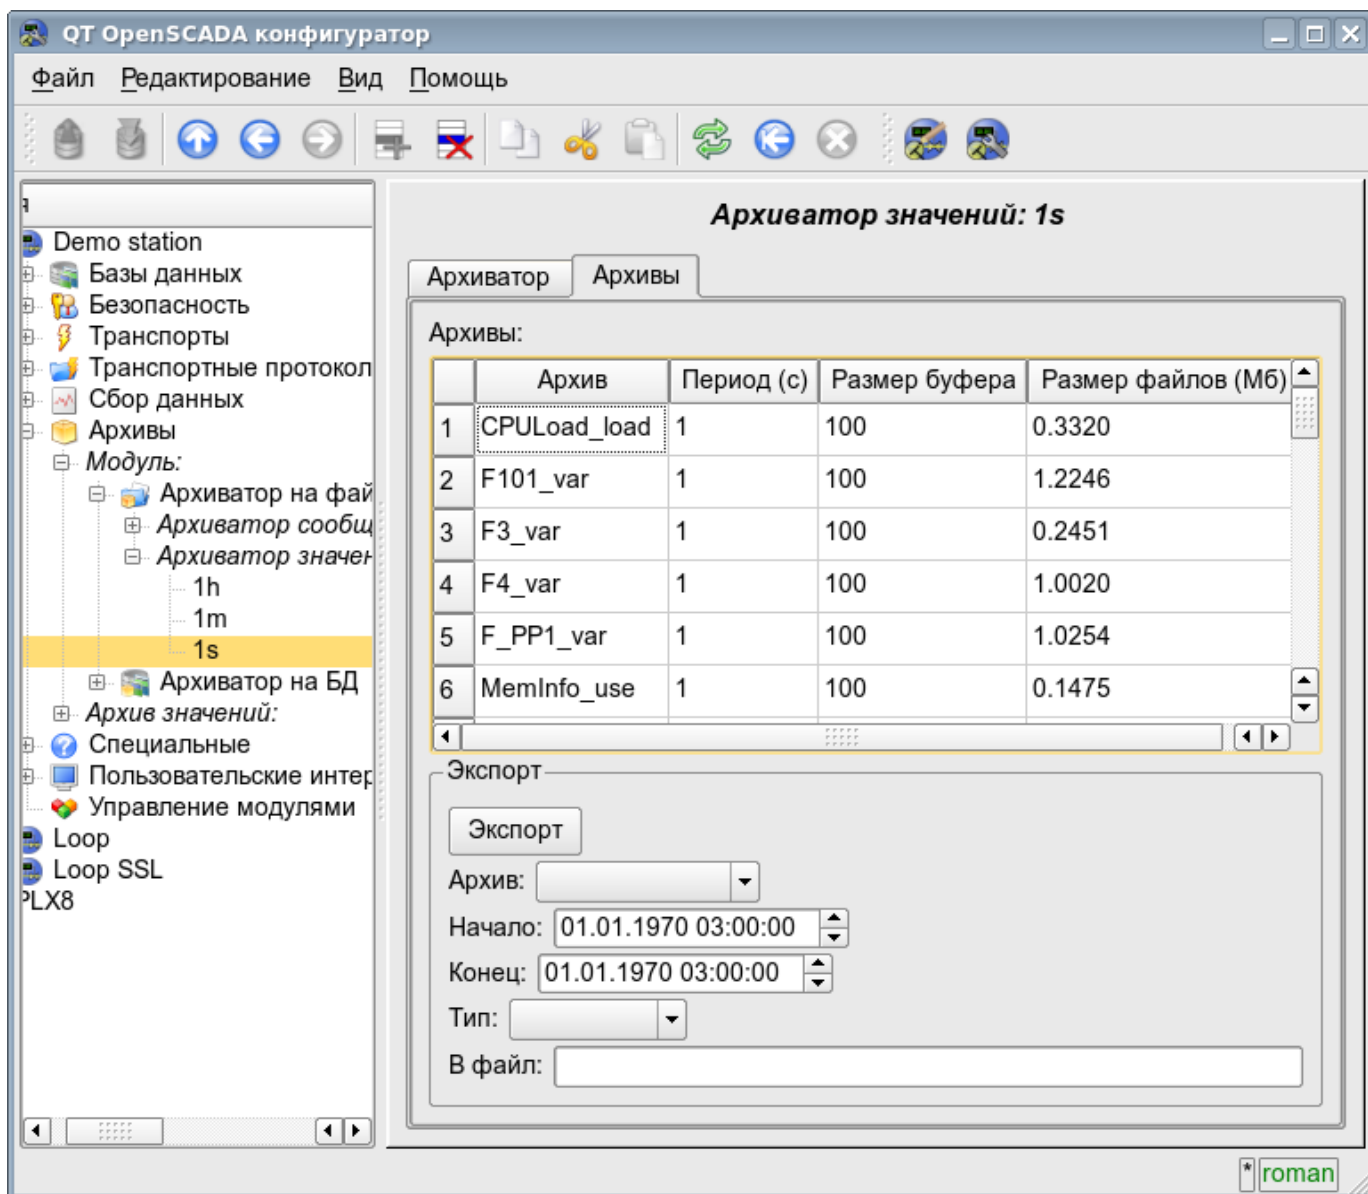 QT OpenSCADA конфигуратор
Файл Редактирование Вид Помощь
я
Demo station
Базы данных
Безопасность
Транспорты
Транспортные протокол
Сбор данных
Архивы
Модуль:
Архиватор на фай
Архиватор сообщ
Архиватор значен
1h
1m
1s
Архиватор на БД
Архив значений:
Специальные
Пользовательские интер
Управление модулями
Loop
Loop SSL
PLX8
Архиватор значений: 1s
Архиватор Архивы
Архивы:
Архив Период (с) Размер буфера Размер файлов (Мб)
1 CPULoad_load 1 100 0.3320
2 F101_var 1 100 1.2246
3 F3_var 1 100 0.2451
4 F4_var 1 100 1.0020
5 F_PP1_var 1 100 1.0254
6 MemInfo_use 1 100 0.1475
Экспорт
Экспорт
Архив:
Начало: 01.01.1970 03:00:00
Конец: 01.01.1970 03:00:00
Тип:
В файл:
* roman